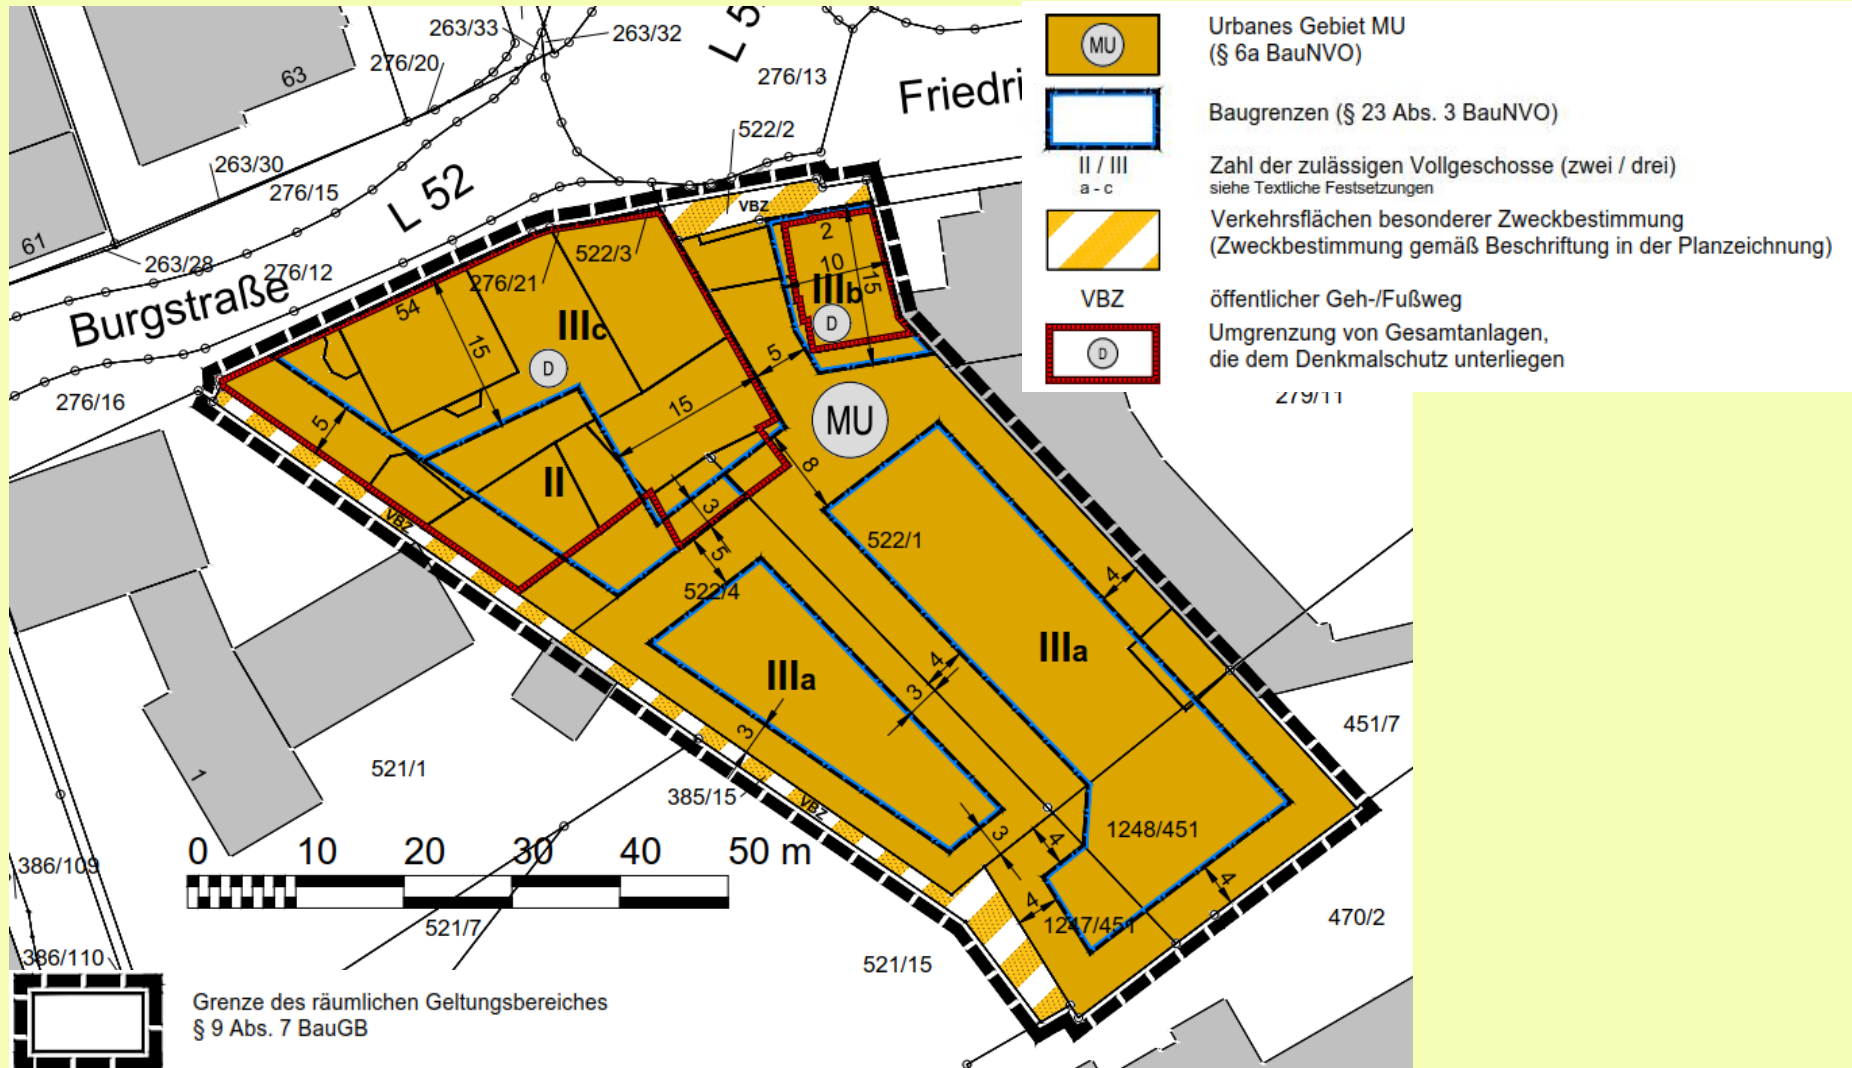 263/33
263/32
L 5
276/20
63
276/13
Friedri
522/2
263/30
276/15
L 52
61
263/28
276/12
Burgstraße
276/16
VBZ
522/3
276/21
54
15
IIIc
D
2
10
15
IIIb
D
5
15
5
MU
II
8
3
5
VBZ
522/1
522/4
4
IIIa
IIIa
4
3
3
279/11
451/7
521/1
1
385/15
VBZ
3
4
1248/451
4
4
1247/451
470/2
521/15
0 10 20 30 40 50 m
386/109
521/7
386/110
Grenze des räumlichen Geltungsbereiches
§ 9 Abs. 7 BauGB
MU
Urbanes Gebiet MU
(§ 6a BauNVO)
Baugrenzen (§ 23 Abs. 3 BauNVO)
II / III Zahl der zulässigen Vollgeschosse (zwei / drei)
a - c siehe Textliche Festsetzungen
Verkehrsflächen besonderer Zweckbestimmung
(Zweckbestimmung gemäß Beschriftung in der Planzeichnung)
VBZ öffentlicher Geh-/Fußweg
D
Umgrenzung von Gesamtanlagen,
die dem Denkmalschutz unterliegen